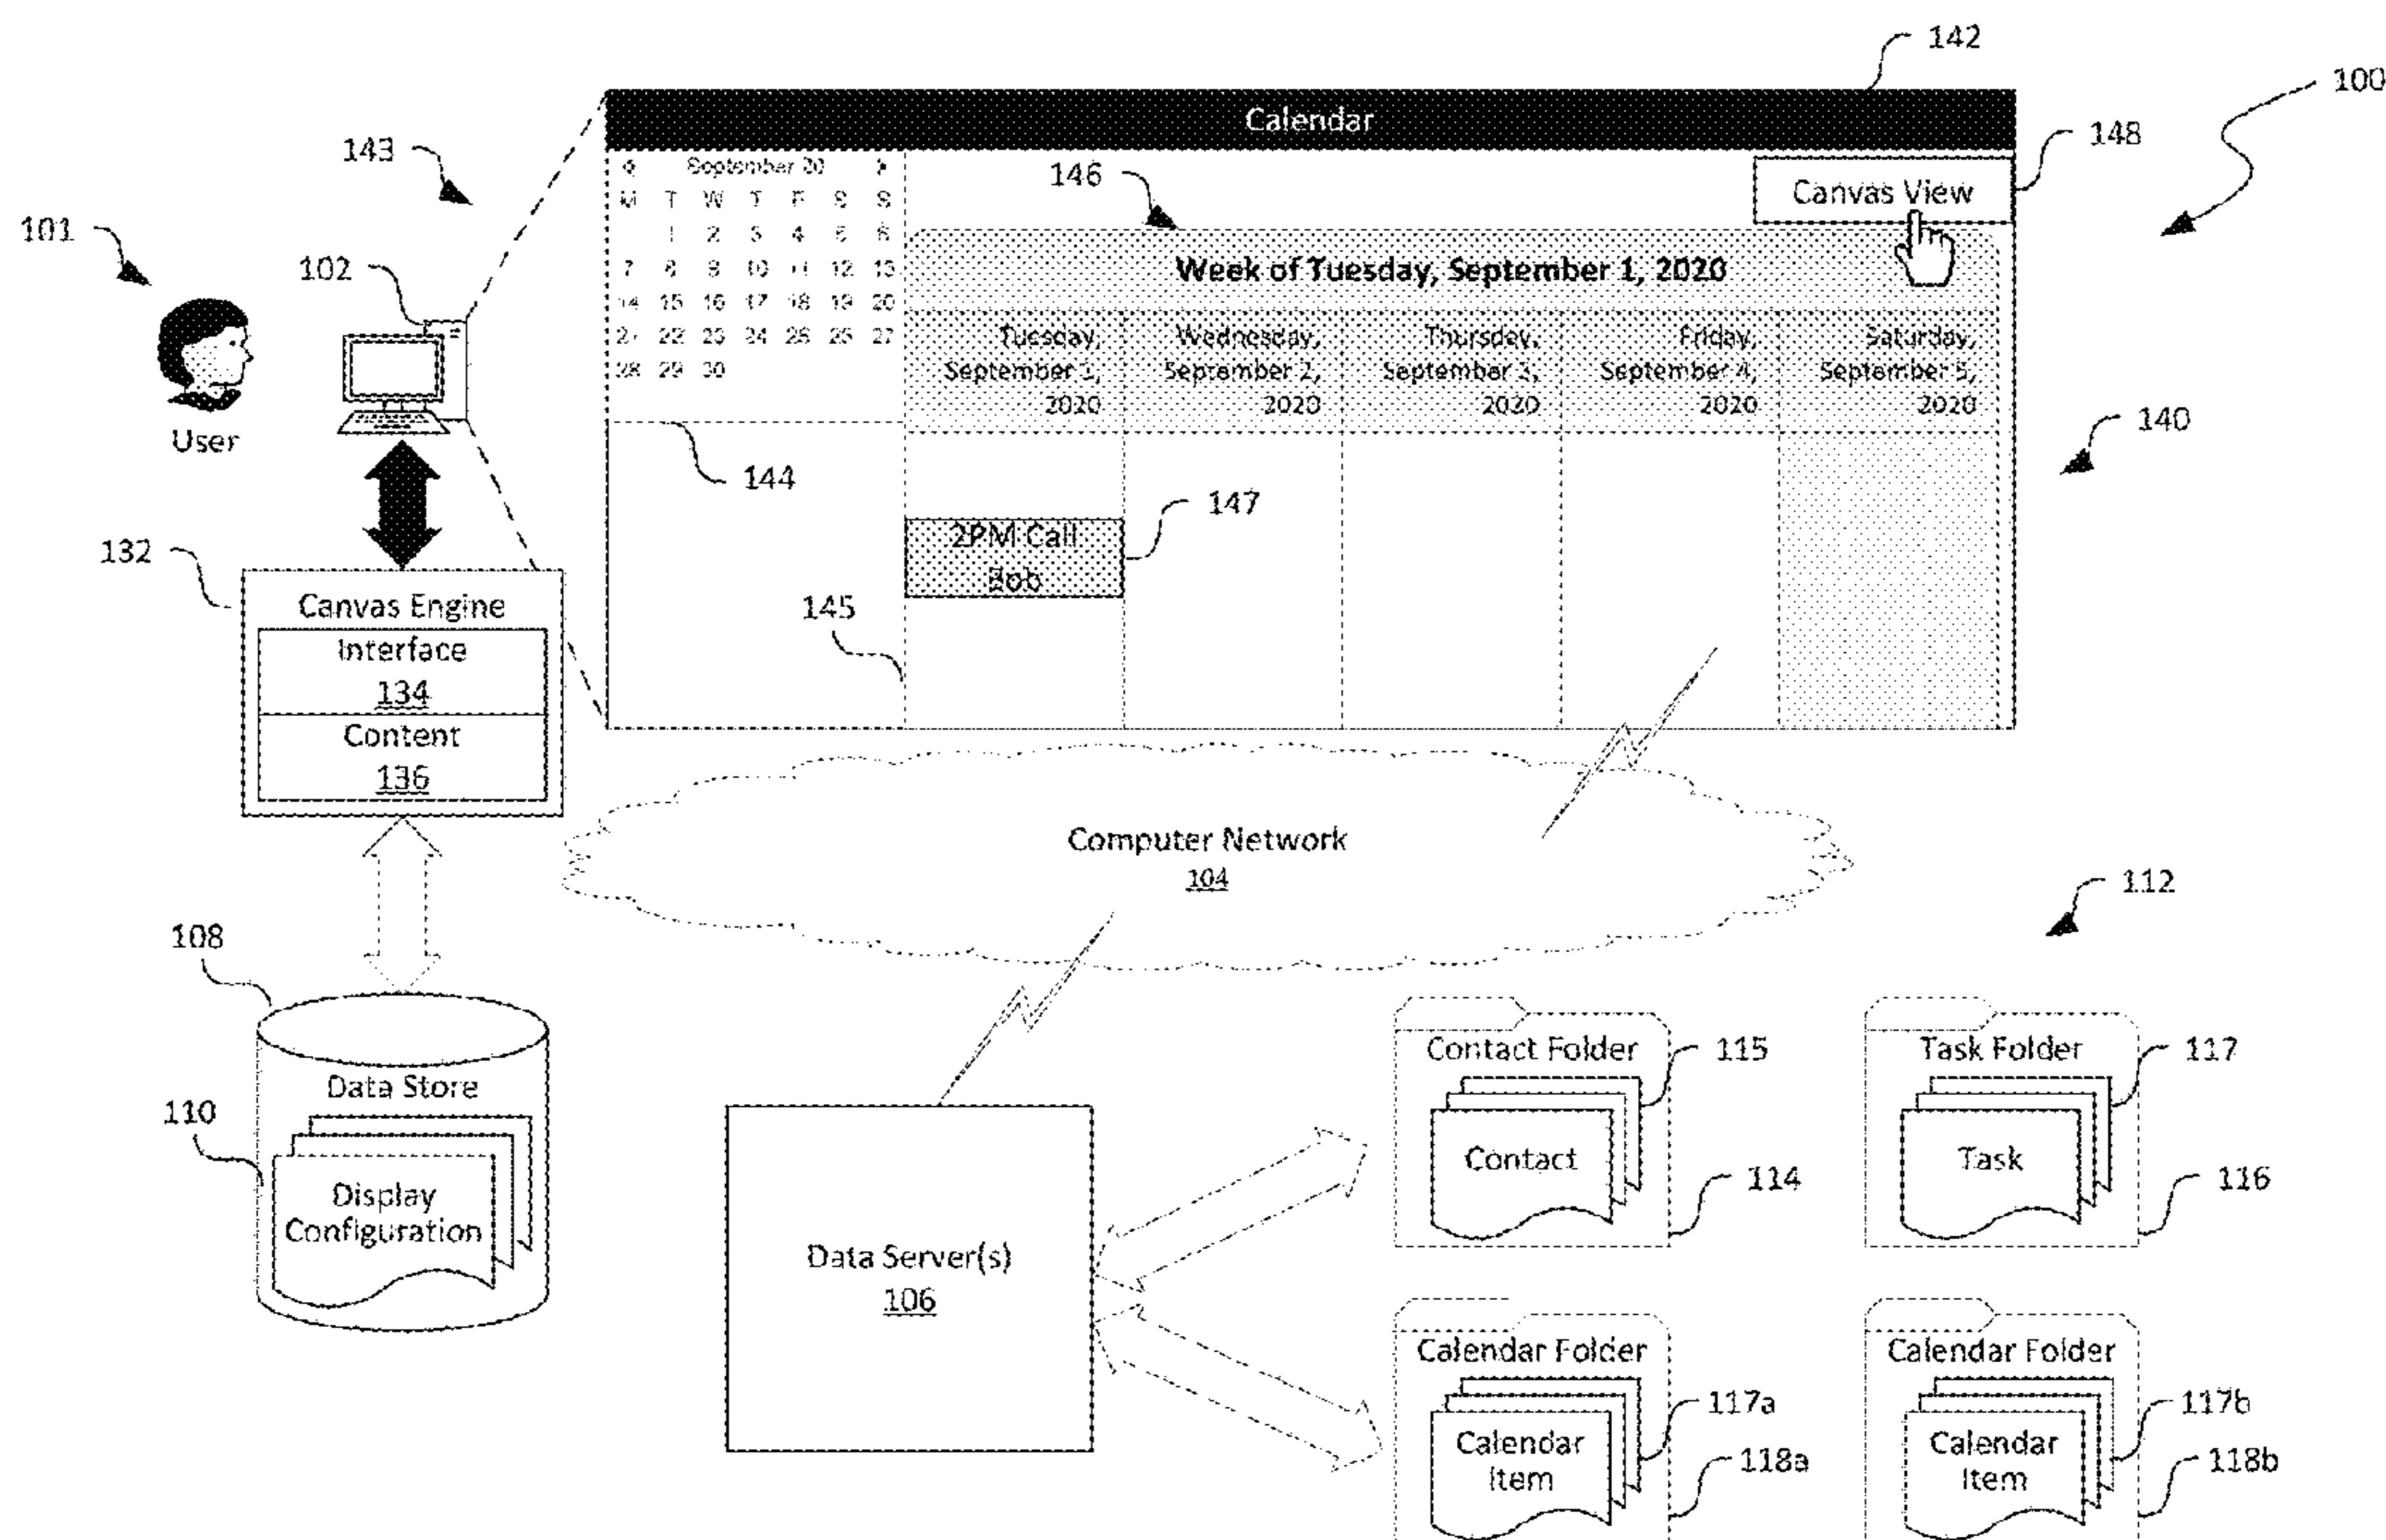 142
100
Calendar
148
143
September 20
146
Canvas View
M T W T F S S
101
1 2 3 4 5 6
102
7 8 9 10 11 12 13
Week of Tuesday, September 1, 2020
14 15 16 17 18 19 20
21 22 23 24 25 26 27
28 29 30
Tuesday,
September 1,
2020
Wednesday,
September 2,
2020
Thursday,
September 3,
2020
Friday,
September 4,
2020
Saturday,
September 5,
2020
User
140
144
147
2PM Call
Bob
132
145
Canvas Engine
Interface
134
Content
136
Computer Network
104
112
108
Data Store
110
Display
Configuration
Contact Folder
115
Contact
114
Task Folder
117
Task
116
Data Server(s)
106
Calendar Folder
117a
Calendar
Item
118a
Calendar Folder
117b
Calendar
Item
118b